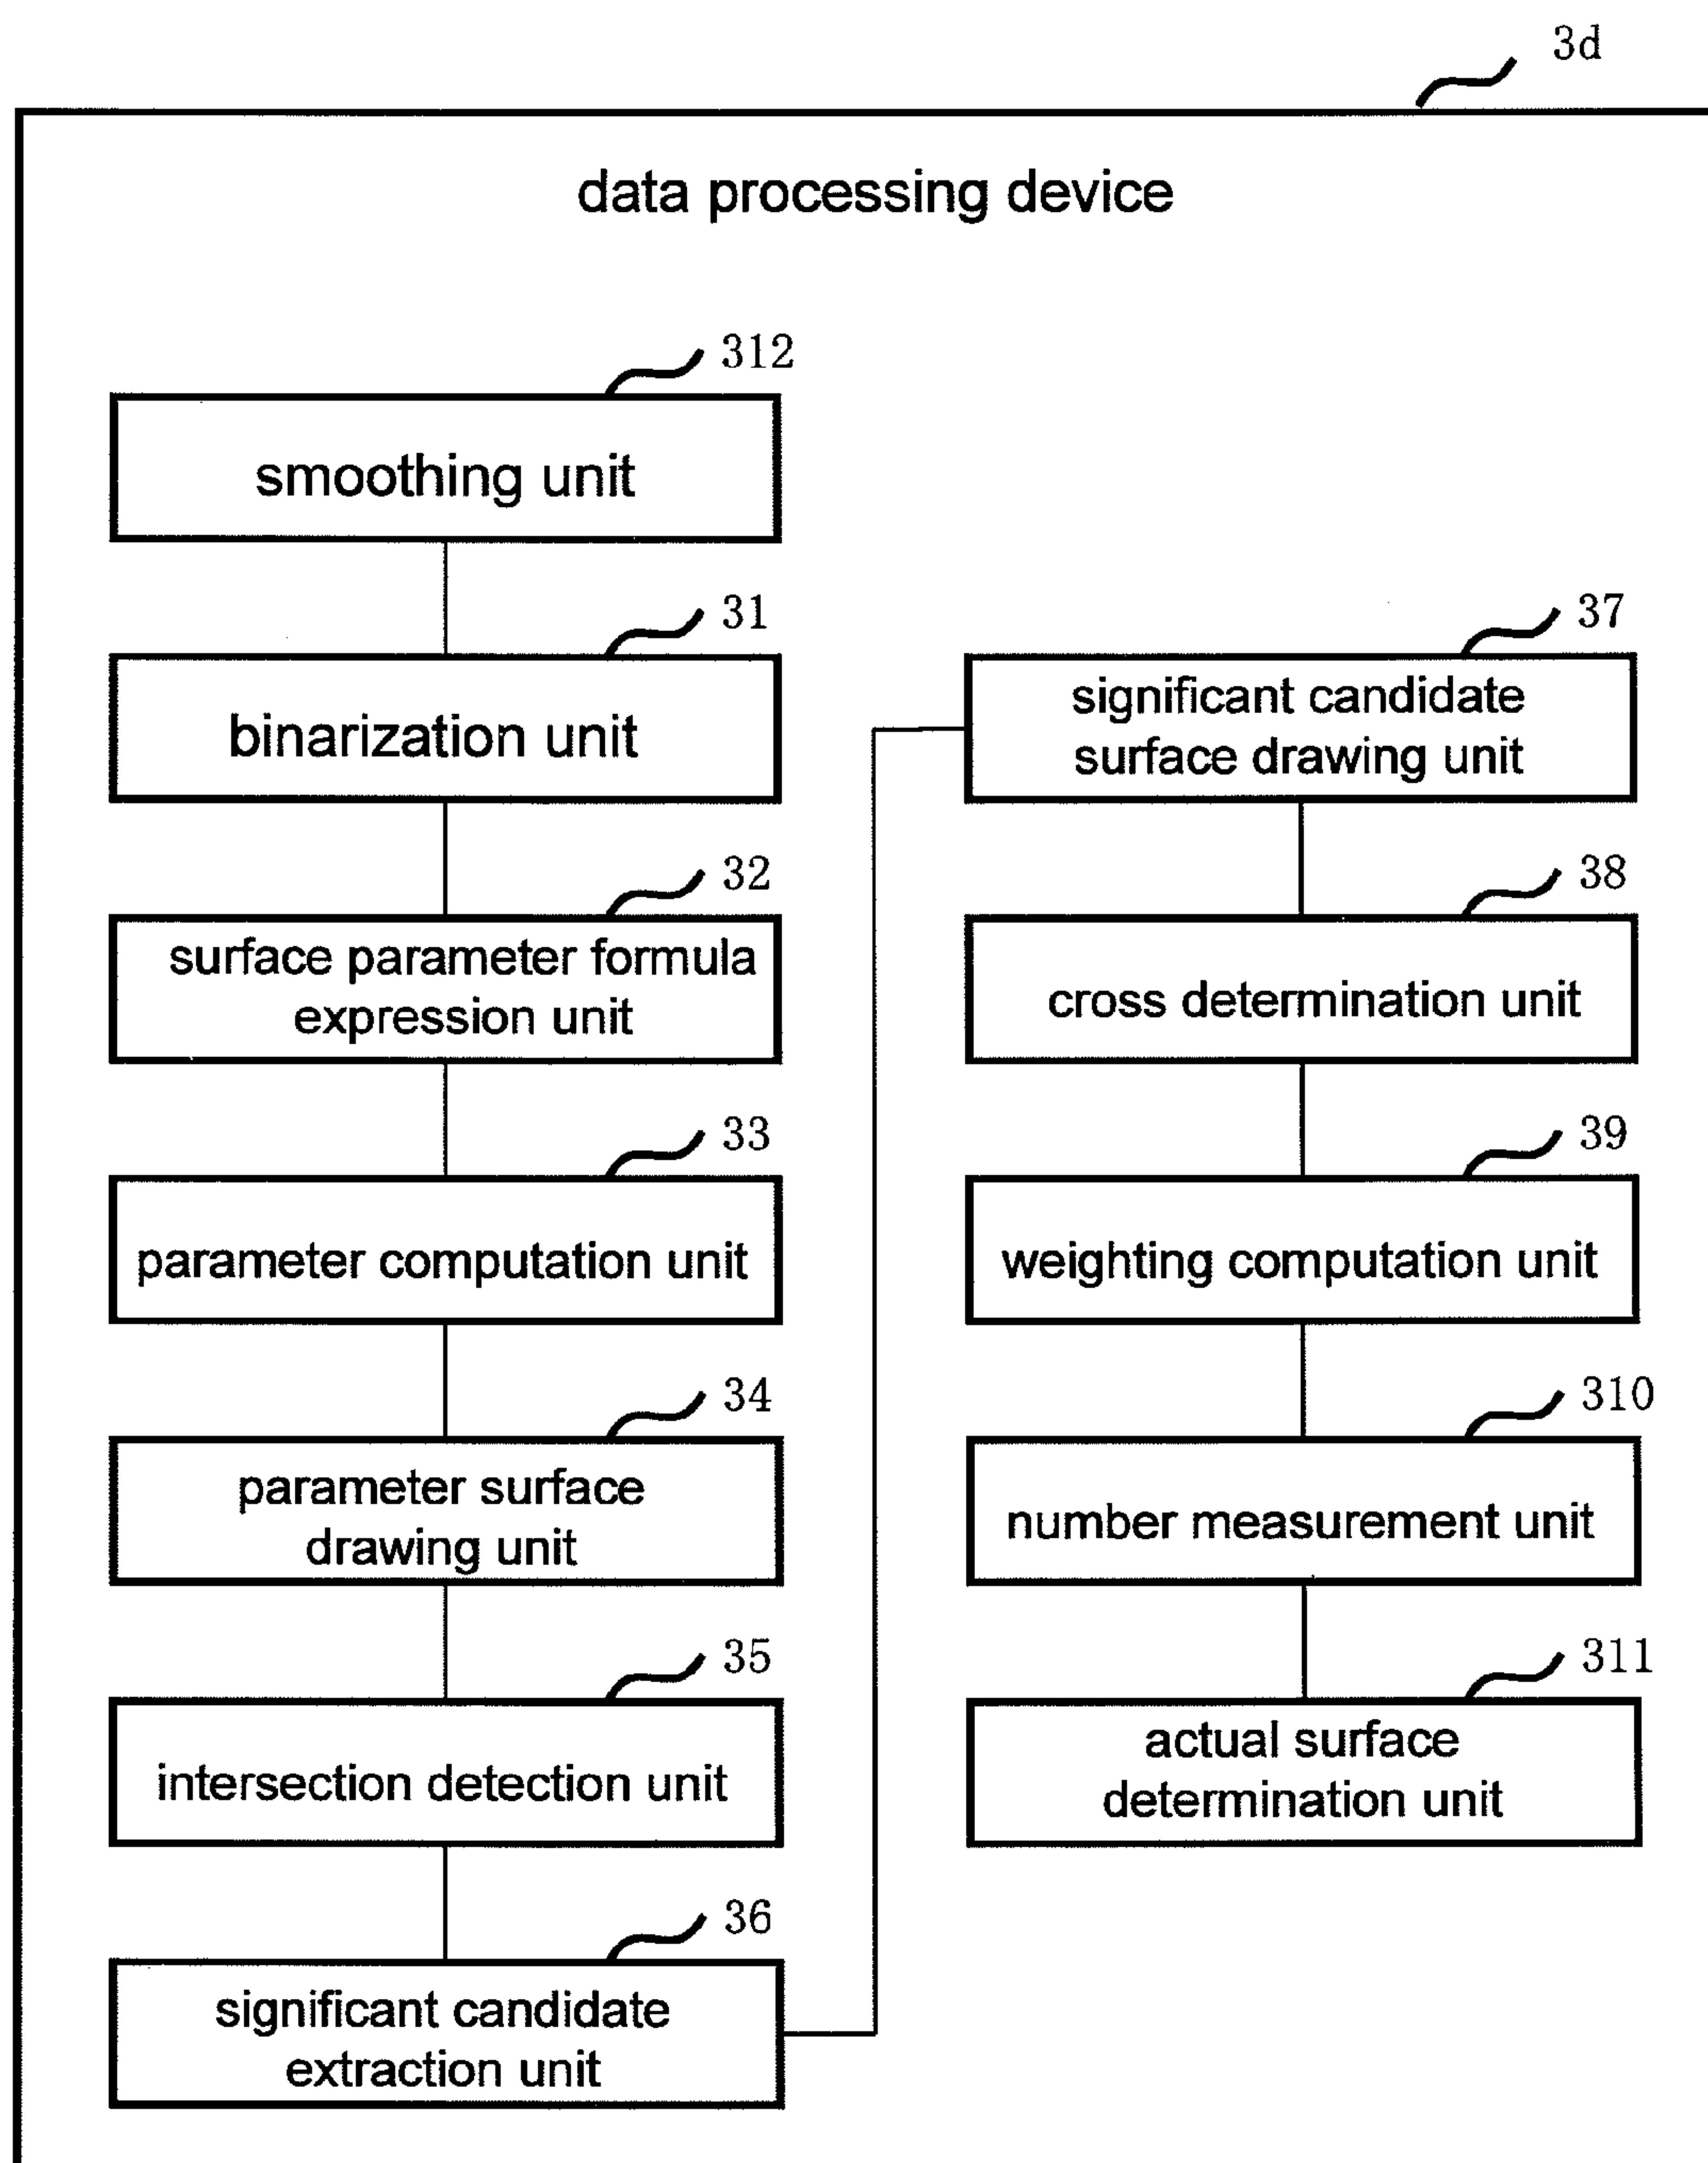 3d
data processing device
312
smoothing unit
31
binarization unit
32
surface parameter formula
expression unit
33
parameter computation unit
34
parameter surface
drawing unit
35
intersection detection unit
36
significant candidate
extraction unit
37
significant candidate
surface drawing unit
38
cross determination unit
39
weighting computation unit
310
number measurement unit
311
actual surface
determination unit